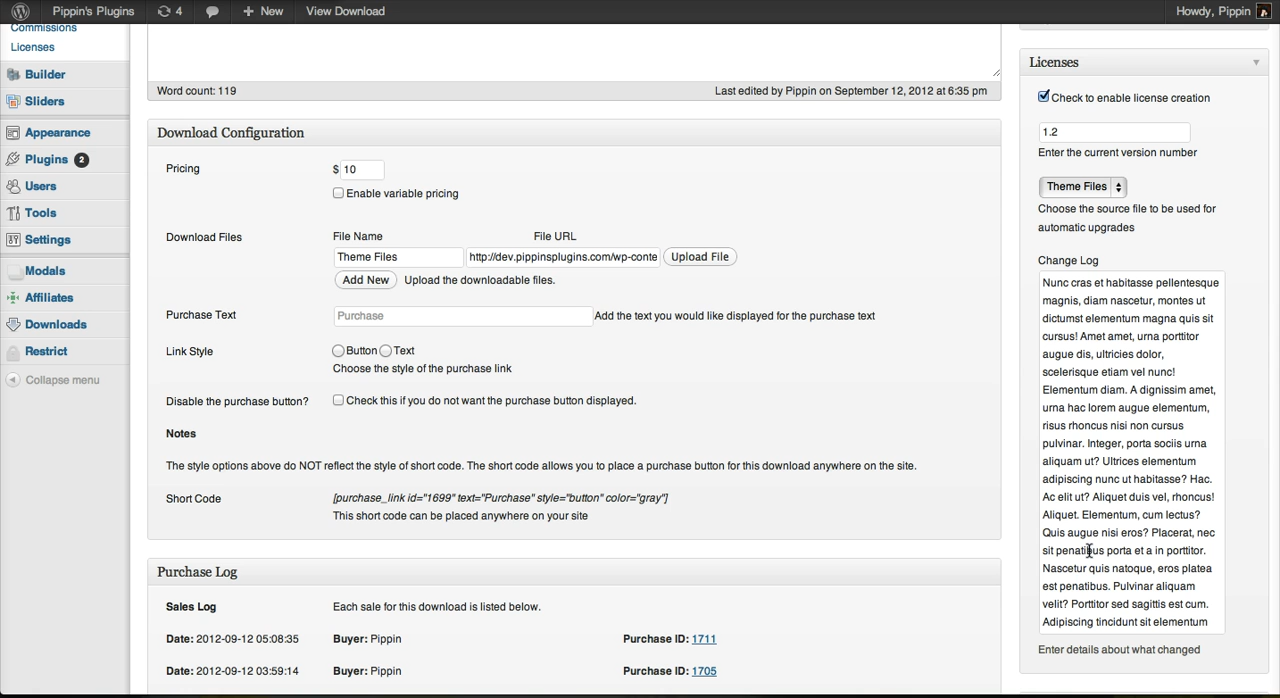 Pippin's Plugins 4 + New View Download Howdy, Pippin
Commissions
Licenses
Builder
Sliders
Appearance
Plugins 2
Users
Tools
Settings
Modals
Affiliates
Downloads
Restrict
Collapse menu
Word count: 119 Last edited by Pippin on September 12, 2012 at 6:35 pm
Download Configuration
Pricing $ 10
Enable variable pricing
Download Files File Name File URL
Theme Files http://dev.pippinsplugins.com/wp-conte Upload File
Add New Upload the downloadable files.
Purchase Text Purchase Add the text you would like displayed for the purchase text
Link Style Button Text
Choose the style of the purchase link
Disable the purchase button? Check this if you do not want the purchase button displayed.
Notes
The style options above do NOT reflect the style of short code. The short code allows you to place a purchase button for this download anywhere on the site.
Short Code [purchase_link id="1699" text="Purchase" style="button" color="gray"]
This short code can be placed anywhere on your site
Purchase Log
Sales Log Each sale for this download is listed below.
Date: 2012-09-12 05:08:35 Buyer: Pippin Purchase ID: 1711
Date: 2012-09-12 03:59:14 Buyer: Pippin Purchase ID: 1705
Licenses
Check to enable license creation
1.2
Enter the current version number
Theme Files
Choose the source file to be used for
automatic upgrades
Change Log
Nunc cras et habitasse pellentesque
magnis, diam nascetur, montes ut
dictumst elementum magna quis sit
cursus! Amet amet, urna porttitor
augue dis, ultricies dolor,
scelerisque etiam vel nunc!
Elementum diam. A dignissim amet,
urna hac lorem augue elementum,
risus rhoncus nisi non cursus
pulvinar. Integer, porta sociis urna
aliquam ut? Ultrices elementum
adipiscing nunc ut habitasse? Hac.
Ac elit ut? Aliquet duis vel, rhoncus!
Aliquet. Elementum, cum lectus?
Quis augue nisi eros? Placerat, nec
sit penatibus porta et a in porttitor.
Nascetur quis natoque, eros platea
est penatibus. Pulvinar aliquam
velit? Porttitor sed sagittis est cum.
Adipiscing tincidunt sit elementum
Enter details about what changed